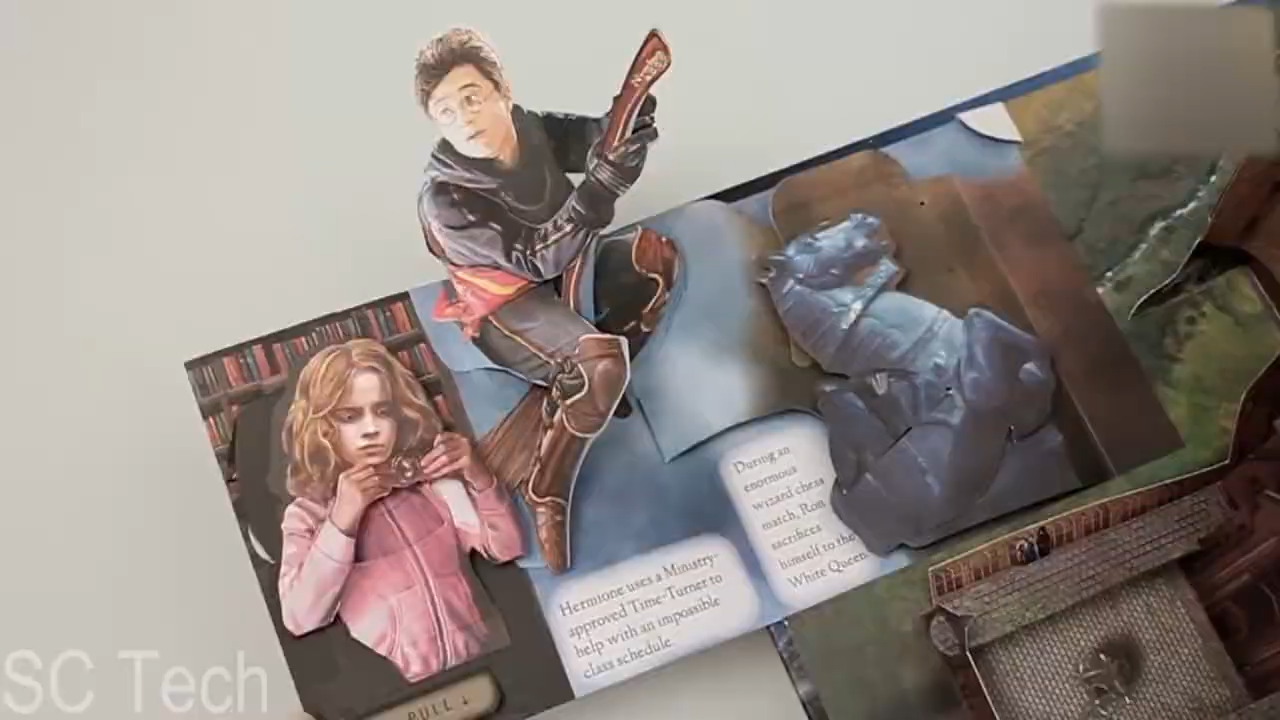 Hermione uses a Ministry-
approved Time-Turner to
help with an impossible
class schedule.
During an
enormous
wizard chess
match, Ron
sacrifices
himself to the
White Queen.
PULL ↓
SC Tech